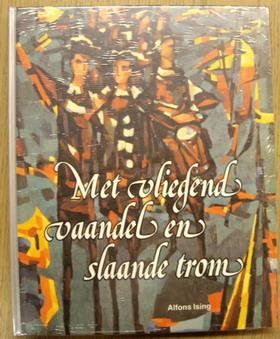 Met vliegend
vaandel en
slaande trom
Alfons Ising